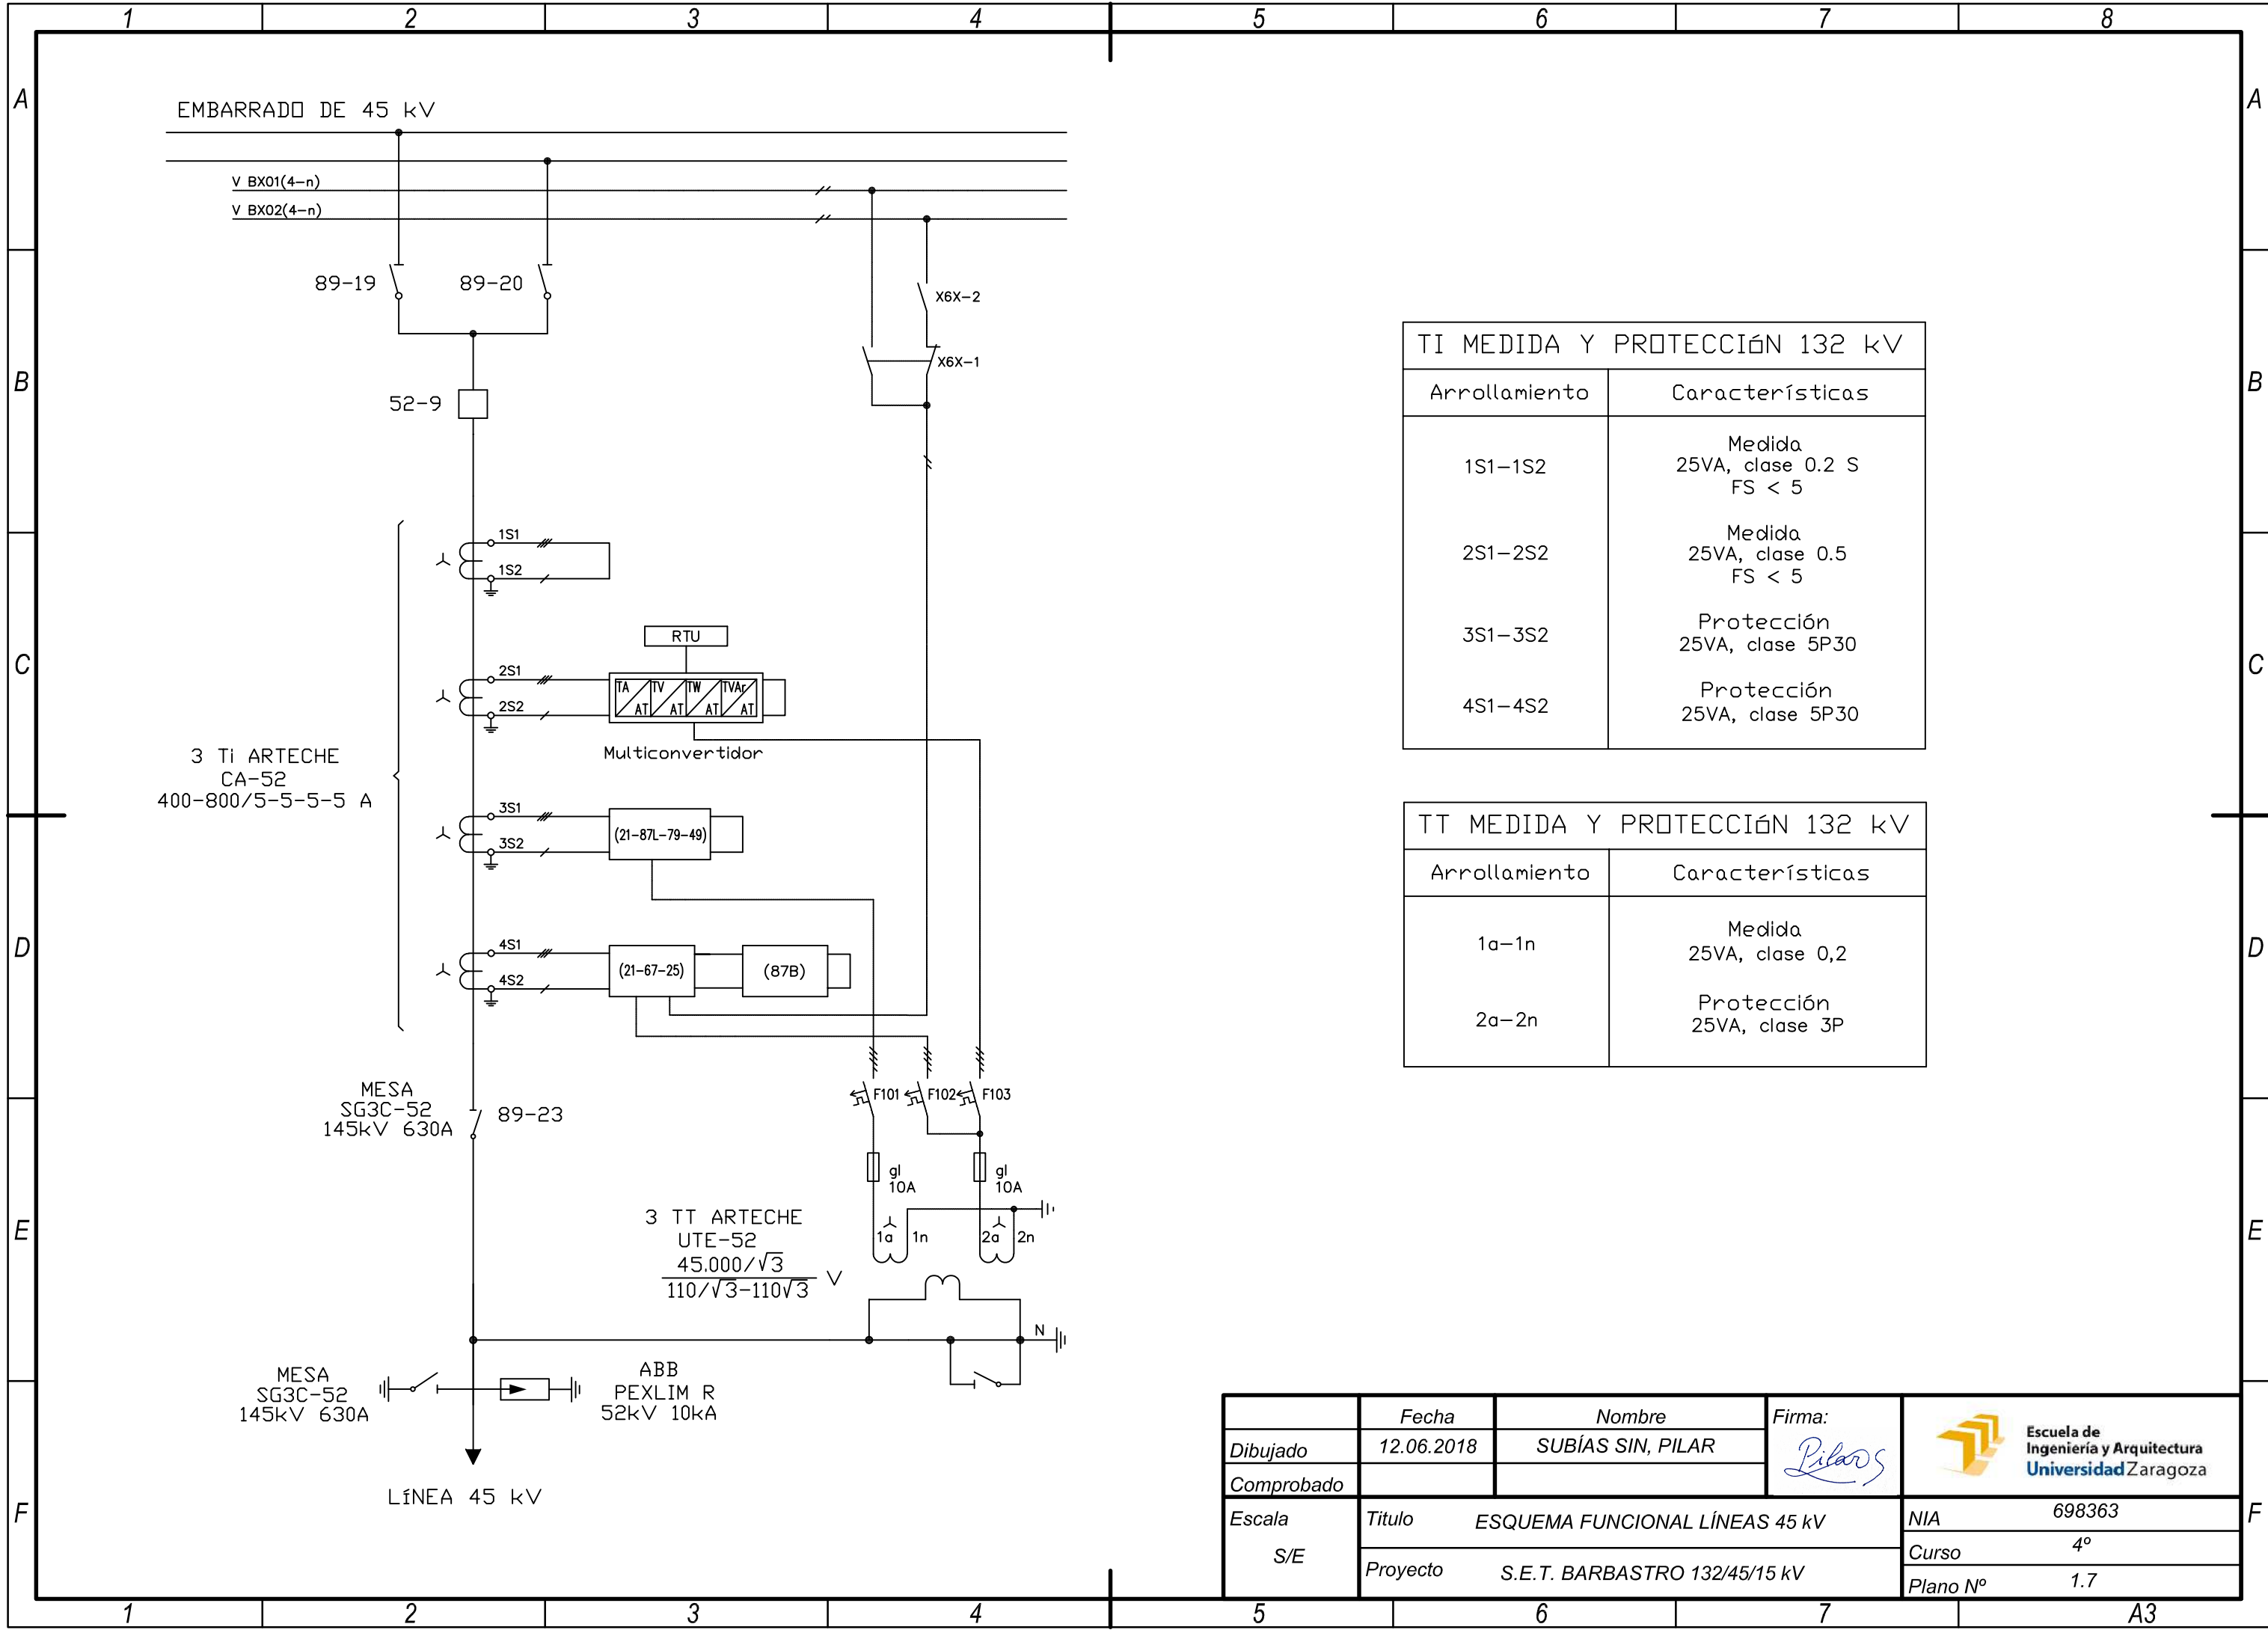 1 2 3 4 5 6 7 8
A A
EMBARRADO DE 45 kV
V BX01(4-n)
V BX02(4-n)
89-19
89-20
X6X-2
X6X-1
B B
52-9
1S1
1S2
RTU
C C
2S1
2S2
TA AT TV AT TW AT TVAr AT
Multiconvertidor
3 Ti ARTECHE
CA-52
400-800/5-5-5-5 A
3S1
3S2
(21-87L-79-49)
D D
4S1
4S2
(21-67-25)
(87B)
MESA
SG3C-52
145kV 630A
89-23
F101 F102 F103
gl
10A
gl
10A
E E
3 TT ARTECHE
UTE-52
45.000/√3
110/√3-110√3
V
1a 1n 2a 2n
N
MESA
SG3C-52
145kV 630A
ABB
PEXLIM R
52kV 10kA
LíNEA 45 kV
F F
TI MEDIDA Y PROTECCIóN 132 kV
Arrollamiento Características
1S1-1S2
Medida
25VA, clase 0.2 S
FS < 5
2S1-2S2
Medida
25VA, clase 0.5
FS < 5
3S1-3S2
Protección
25VA, clase 5P30
4S1-4S2
Protección
25VA, clase 5P30
TT MEDIDA Y PROTECCIóN 132 kV
Arrollamiento Características
1a-1n
Medida
25VA, clase 0,2
2a-2n
Protección
25VA, clase 3P
Fecha Nombre Firma:
Dibujado 12.06.2018 SUBÍAS SIN, PILAR
Pilar S
Comprobado
Escuela de
Ingeniería y Arquitectura
Universidad Zaragoza
Escala
S/E
Titulo ESQUEMA FUNCIONAL LÍNEAS 45 kV
Proyecto S.E.T. BARBASTRO 132/45/15 kV
NIA 698363
Curso 4º
Plano Nº 1.7
1 2 3 4 5 6 7 A3